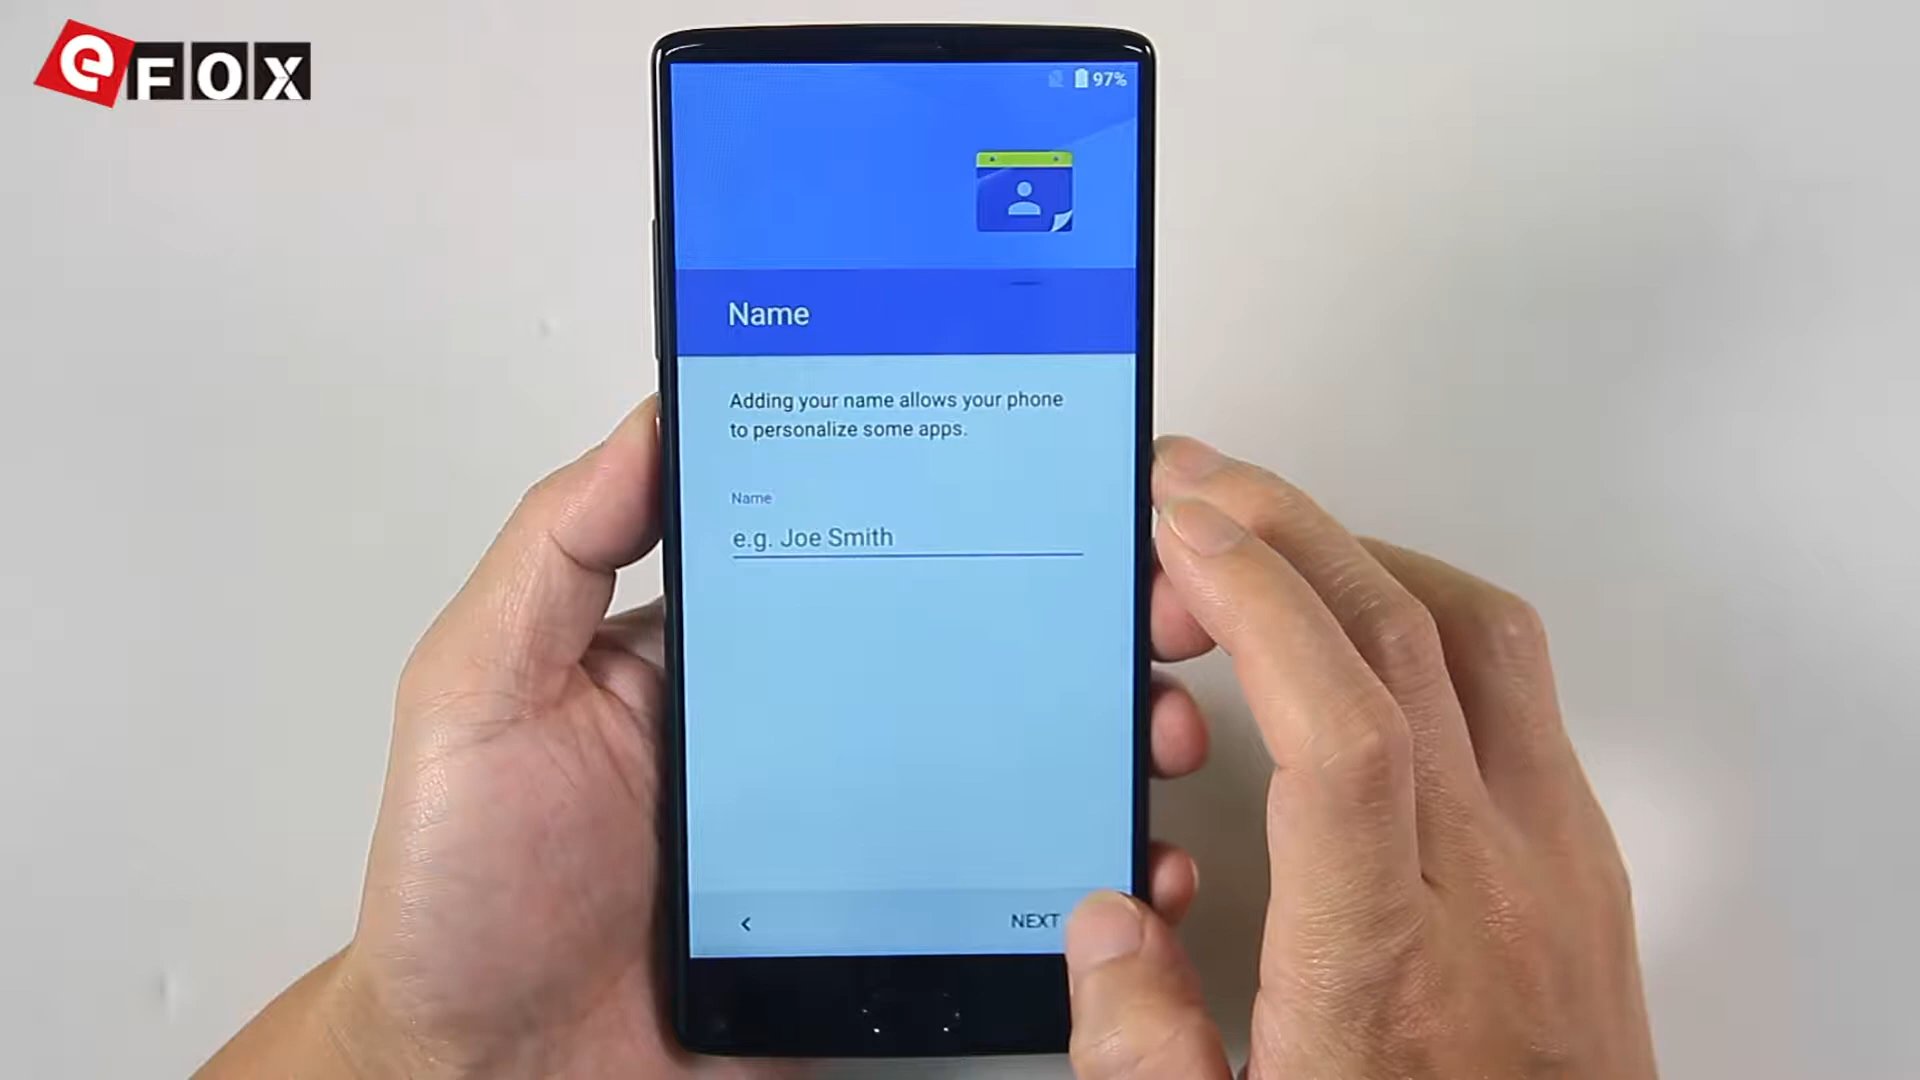 eFOX
97%
Name
Adding your name allows your phone
to personalize some apps.
Name
e.g. Joe Smith
<
NEXT